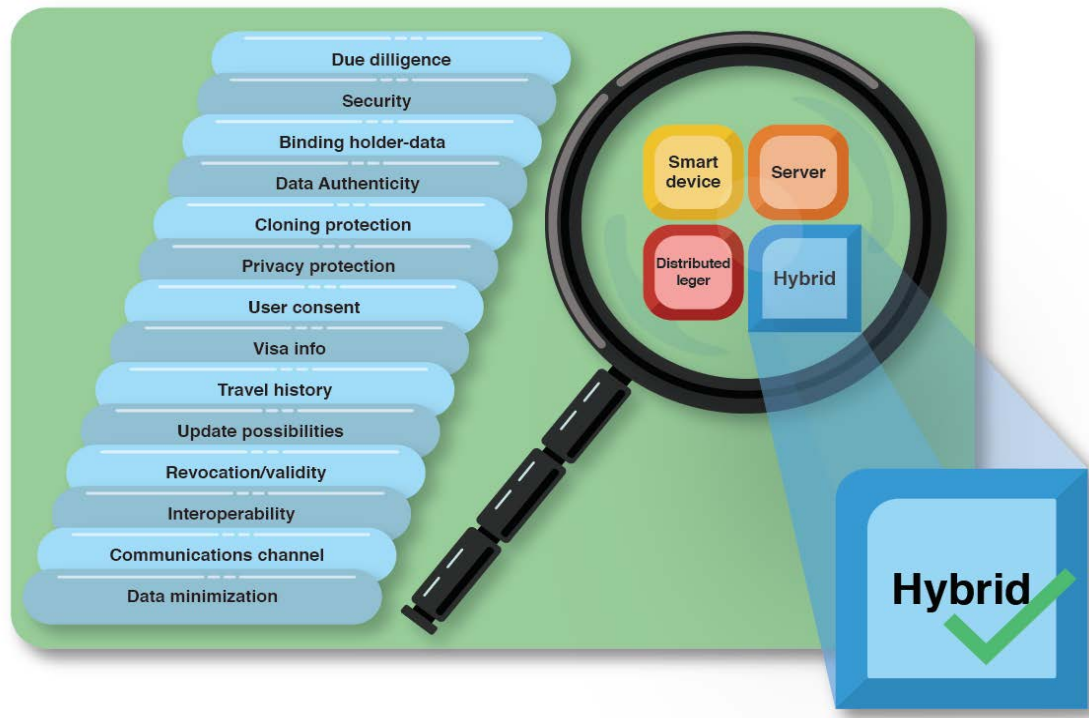 Due dilligence
Security
Binding holder-data
Data Authenticity
Cloning protection
Privacy protection
User consent
Visa info
Travel history
Update possibilities
Revocation/validity
Interoperability
Communications channel
Data minimization
Smart
device
Server
Distributed
leger
Hybrid
Hybrid